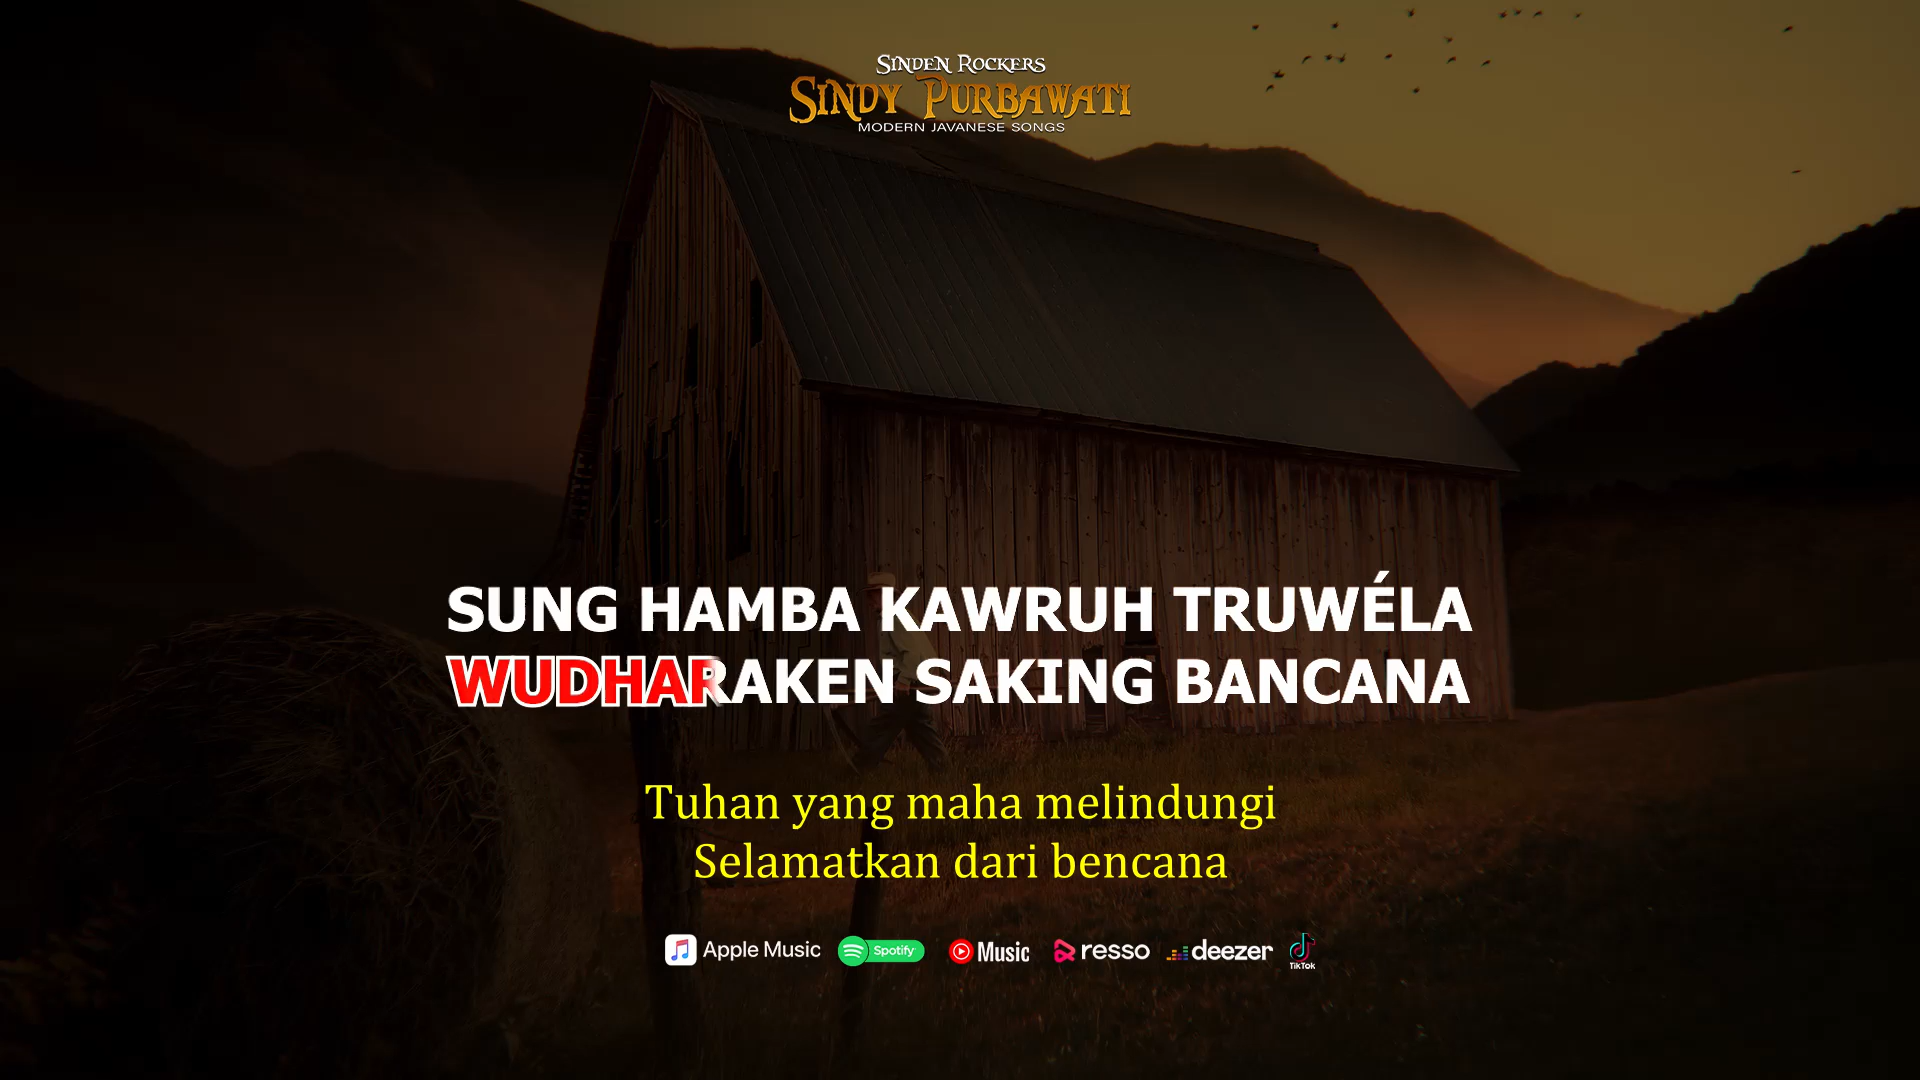 SINDEN ROCKERS
SINDY PURBAWATI
MODERN JAVANESE SONGS
SUNG HAMBA KAWRUH TRUWÉLA
WUDHARAKEN SAKING BANCANA
Tuhan yang maha melindungi
Selamatkan dari bencana
Apple Music Spotify Music resso deezer TikTok